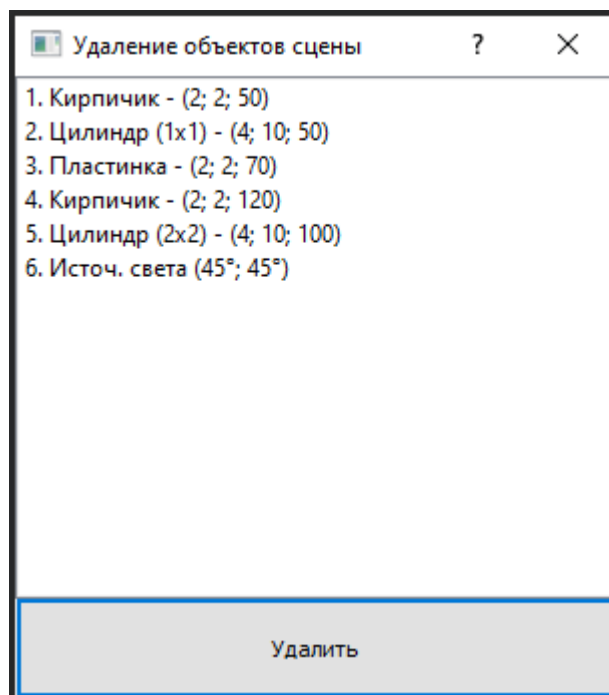 Удаление объектов сцены ?
1. Кирпичик - (2; 2; 50)
2. Цилиндр (1x1) - (4; 10; 50)
3. Пластинка - (2; 2; 70)
4. Кирпичик - (2; 2; 120)
5. Цилиндр (2x2) - (4; 10; 100)
6. Источ. света (45°; 45°)
Удалить